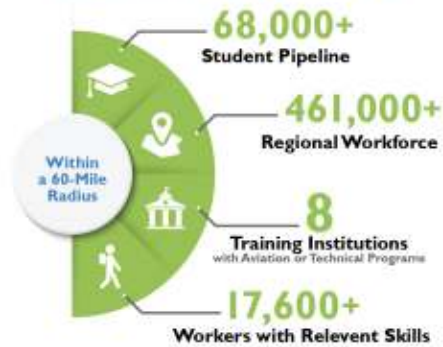 68,000+
Student Pipeline
461,000+
Regional Workforce
Within
a 60-Mile
Radius
8
Training Institutions
with Aviation or Technical Programs
17,600+
Workers with Relevent Skills